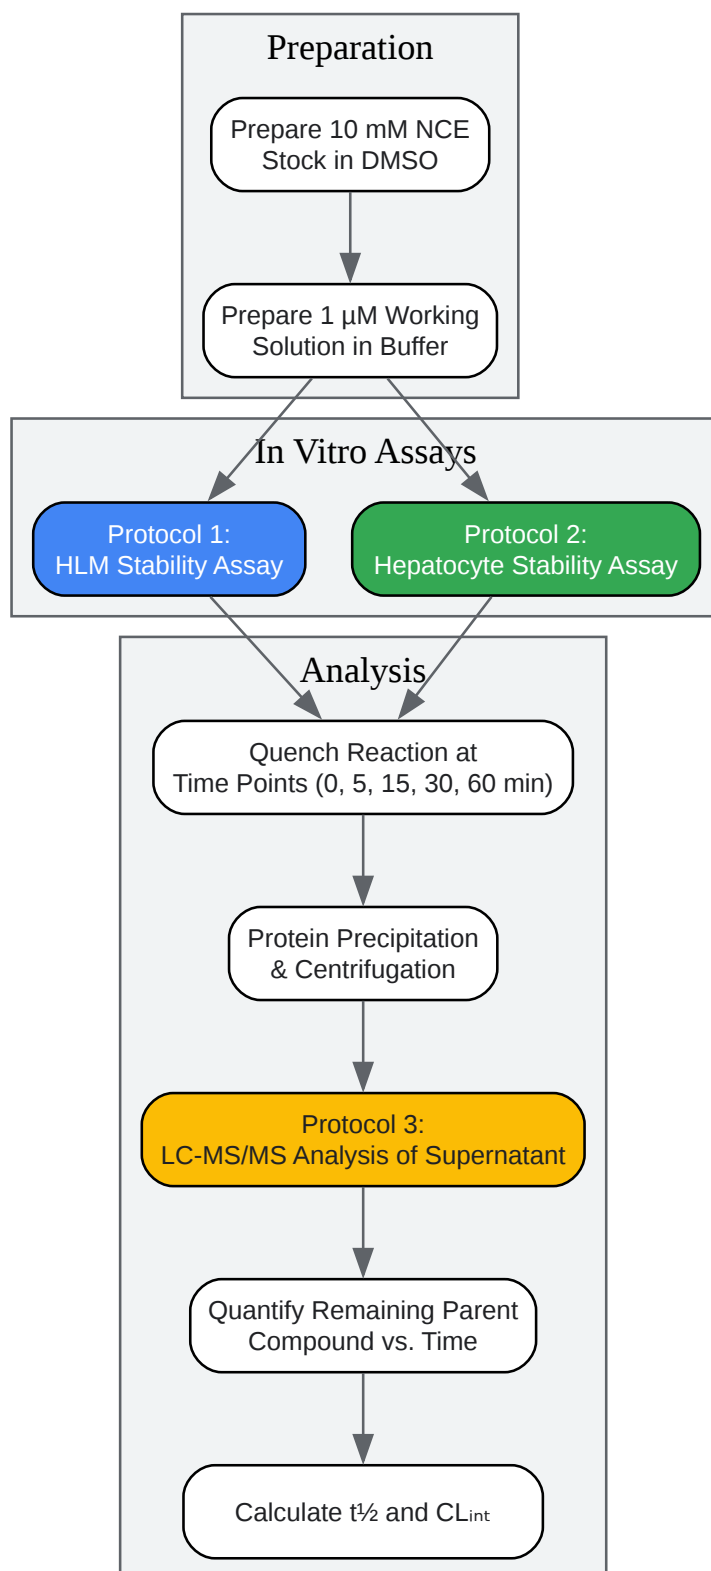 Preparation
Prepare 10 mM NCE
Stock in DMSO
Prepare 1 µM Working
Solution in Buffer
In Vitro Assays
Protocol 1:
HLM Stability Assay
Protocol 2:
Hepatocyte Stability Assay
Analysis
Quench Reaction at
Time Points (0, 5, 15, 30, 60 min)
Protein Precipitation
& Centrifugation
Protocol 3:
LC-MS/MS Analysis of Supernatant
Quantify Remaining Parent
Compound vs. Time
Calculate t½ and CLᵢₙₜ